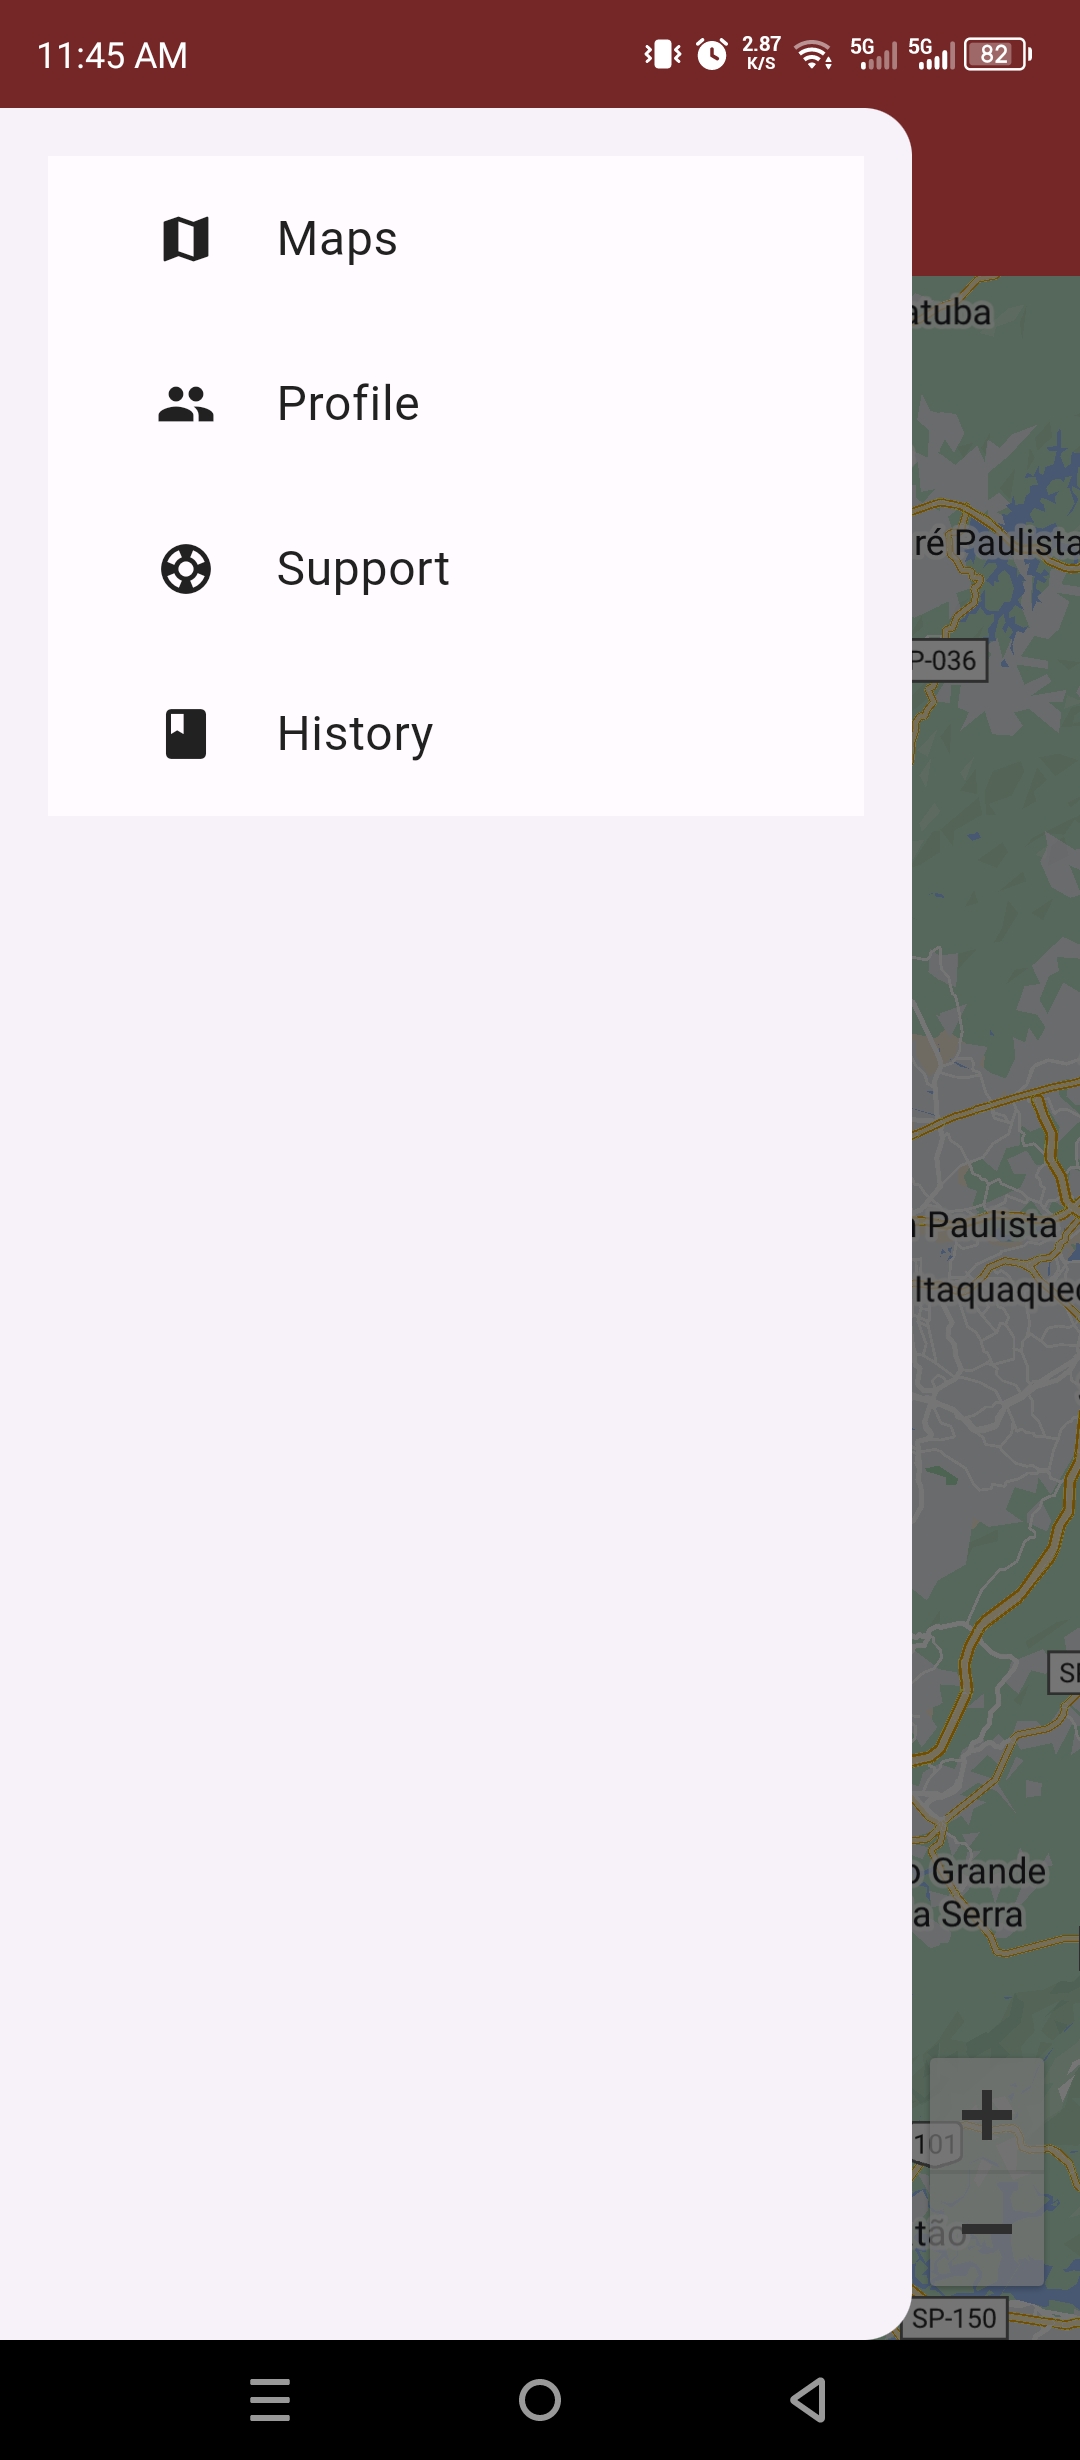 11:45 AM 2.87 K/S 5G 5G 82
Maps
Profile
Support
History
atuba
ré Paulista
P-036
Paulista
Itaquaque
Grande
a Serra
101
tão
SP-150